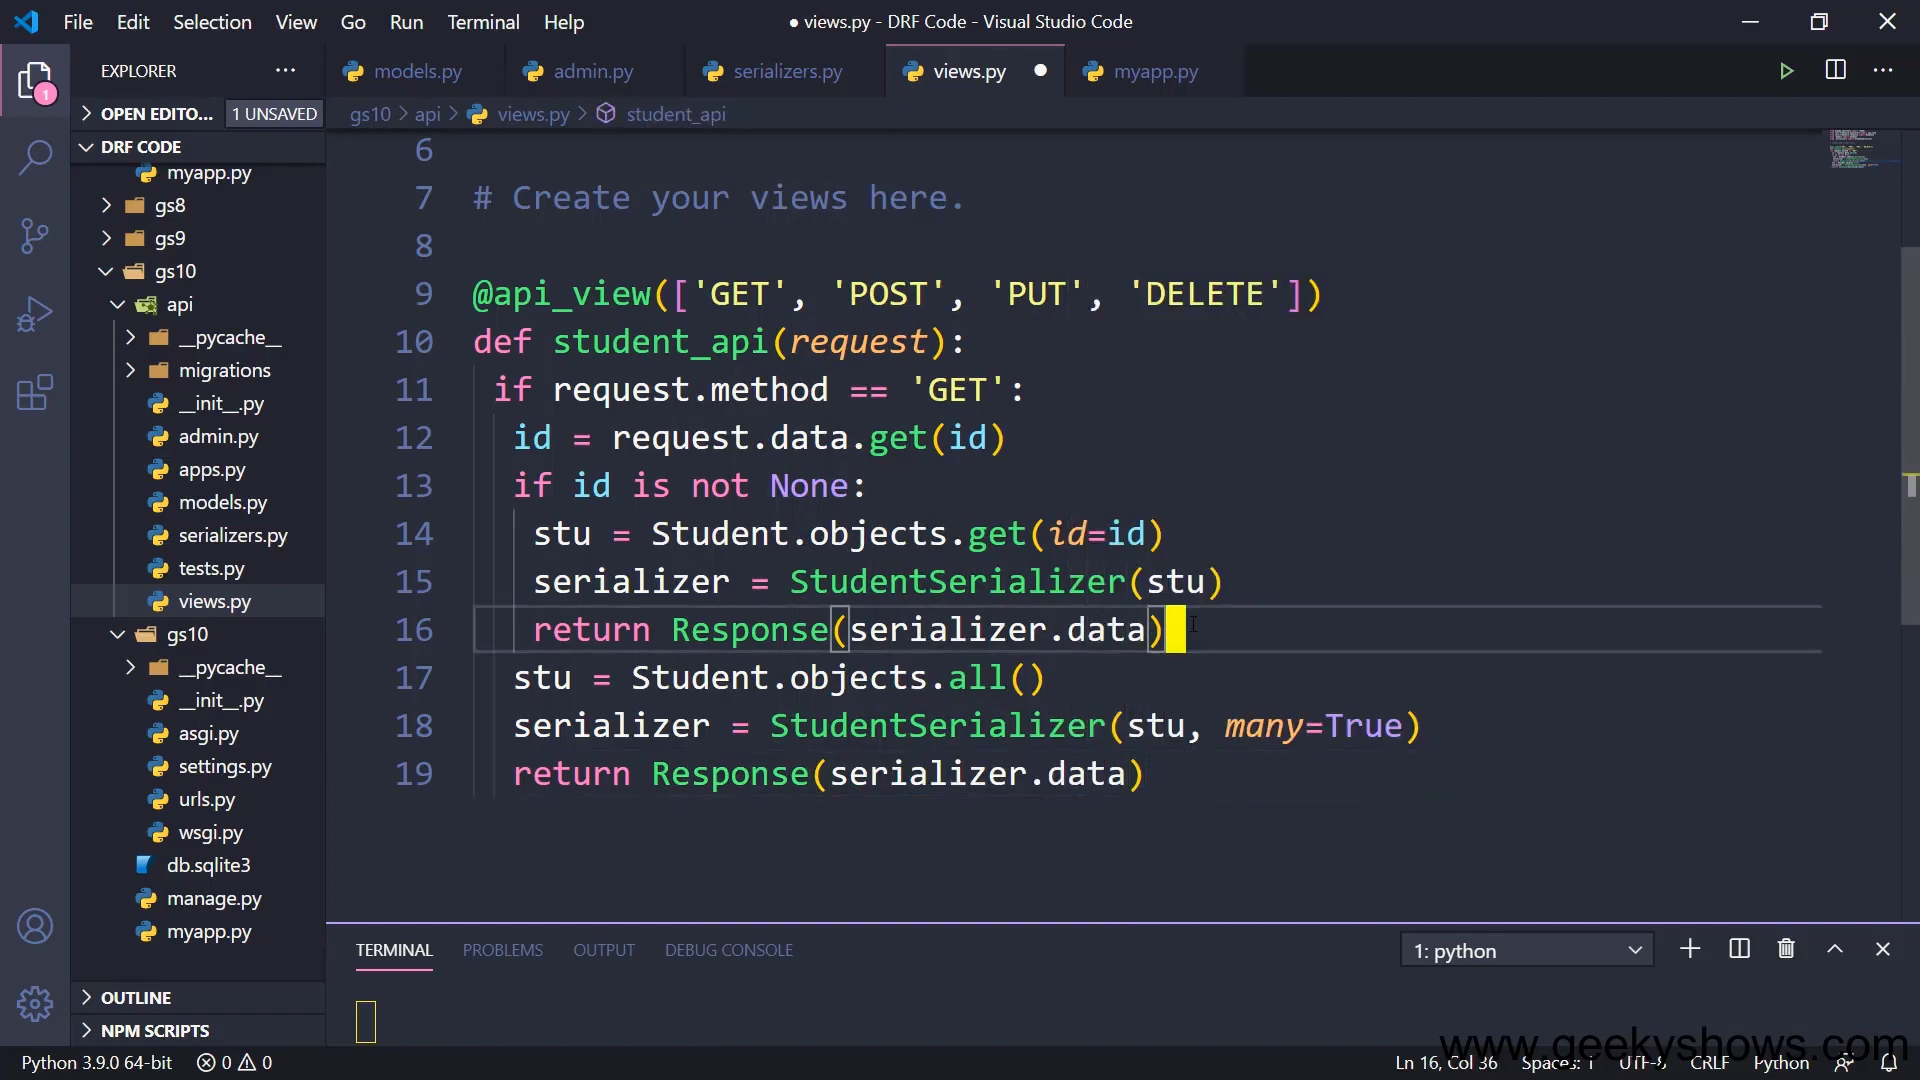 File Edit Selection View Go Run Terminal Help
● views.py - DRF Code - Visual Studio Code
EXPLORER
models.py admin.py serializers.py views.py ● myapp.py
OPEN EDITO... 1 UNSAVED
gs10 > api > views.py > student_api
DRF CODE
myapp.py
gs8
gs9
gs10
api
__pycache__
migrations
__init__.py
admin.py
apps.py
models.py
serializers.py
tests.py
views.py
gs10
__pycache__
__init__.py
asgi.py
settings.py
urls.py
wsgi.py
db.sqlite3
manage.py
myapp.py
OUTLINE
NPM SCRIPTS
1
6
7 # Create your views here.
8
9 @api_view(['GET', 'POST', 'PUT', 'DELETE'])
10 def student_api(request):
11 if request.method == 'GET':
12 id = request.data.get(id)
13 if id is not None:
14 stu = Student.objects.get(id=id)
15 serializer = StudentSerializer(stu)
16 return Response(serializer.data)
17 stu = Student.objects.all()
18 serializer = StudentSerializer(stu, many=True)
19 return Response(serializer.data)
TERMINAL PROBLEMS OUTPUT DEBUG CONSOLE 1: python
www.geekyshows.com
Python 3.9.0 64-bit 0 0 Ln 16, Col 36 Spaces: 1 UTF-8 CRLF Python